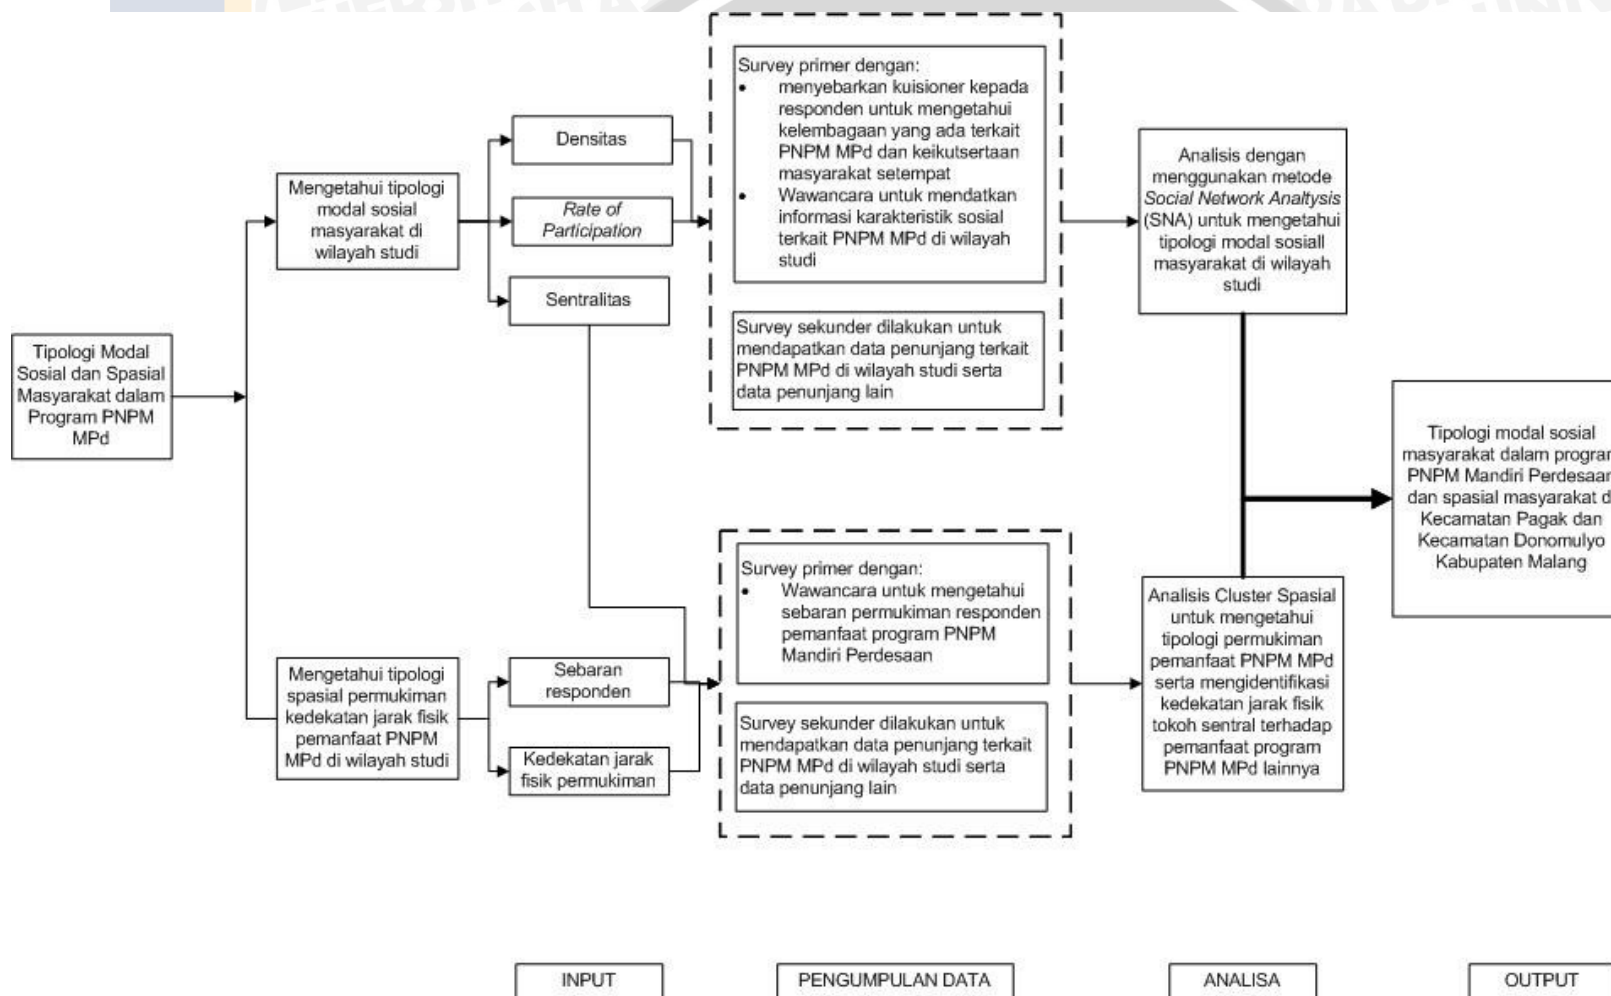 Tipologi Modal
Sosial dan Spasial
Masyarakat dalam
Program PNPM
MPd
Mengetahui tipologi
modal sosial
masyarakat di
wilayah studi
Densitas
Rate of
Participation
Sentralitas
Survey primer dengan:
• menyebarkan kuisioner kepada
responden untuk mengetahui
kelembagaan yang ada terkait
PNPM MPd dan keikutsertaan
masyarakat setempat
• Wawancara untuk mendatkan
informasi karakteristik sosial
terkait PNPM MPd di wilayah
studi
Survey sekunder dilakukan untuk
mendapatkan data penunjang terkait
PNPM MPd di wilayah studi serta
data penunjang lain
Analisis dengan
menggunakan metode
Social Network Analtysis
(SNA) untuk mengetahui
tipologi modal sosiall
masyarakat di wilayah
studi
Mengetahui tipologi
spasial permukiman
kedekatan jarak fisik
pemanfaat PNPM
MPd di wilayah studi
Sebaran
responden
Kedekatan jarak
fisik permukiman
Survey primer dengan:
• Wawancara untuk mengetahui
sebaran permukiman responden
pemanfaat program PNPM
Mandiri Perdesaan
Survey sekunder dilakukan untuk
mendapatkan data penunjang terkait
PNPM MPd di wilayah studi serta
data penunjang lain
Analisis Cluster Spasial
untuk mengetahui
tipologi permukiman
pemanfaat PNPM MPd
serta mengidentifikasi
kedekatan jarak fisik
tokoh sentral terhadap
pemanfaat program
PNPM MPd lainnya
Tipologi modal sosial
masyarakat dalam program
PNPM Mandiri Perdesaan
dan spasial masyarakat d
Kecamatan Pagak dan
Kecamatan Donomulyo
Kabupaten Malang
INPUT
PENGUMPULAN DATA
ANALISA
OUTPUT